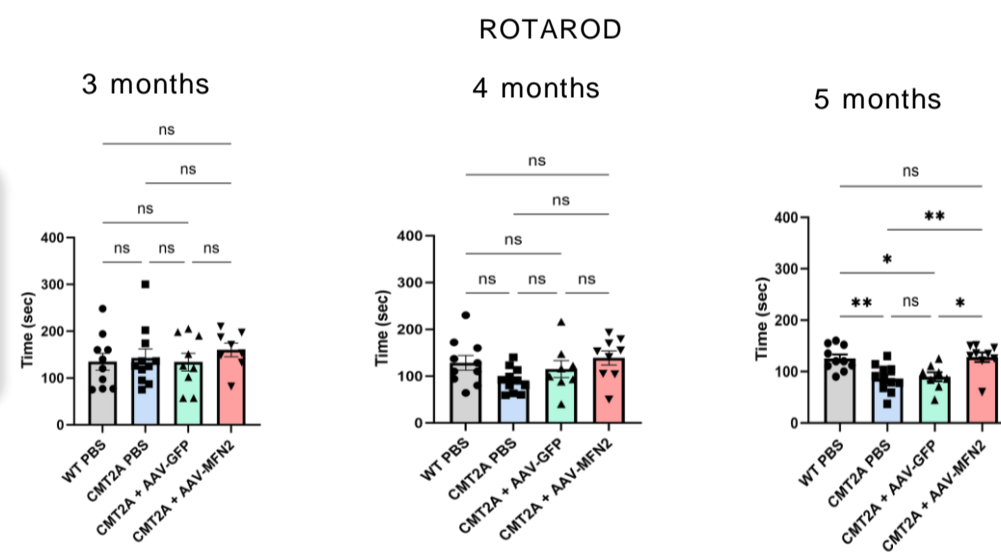 ROTAROD
3 months
ns
ns
ns
ns ns ns
400
300
200
100
0
Time (sec)
WT PBS
CMT2A PBS
CMT2A + AAV-GFP
CMT2A + AAV-MFN2
4 months
ns
ns
ns
ns ns ns
400
300
200
100
0
Time (sec)
WT PBS
CMT2A PBS
CMT2A + AAV-GFP
CMT2A + AAV-MFN2
5 months
ns
**
*
** ns *
400
300
200
100
0
Time (sec)
WT PBS
CMT2A PBS
CMT2A + AAV-GFP
CMT2A + AAV-MFN2